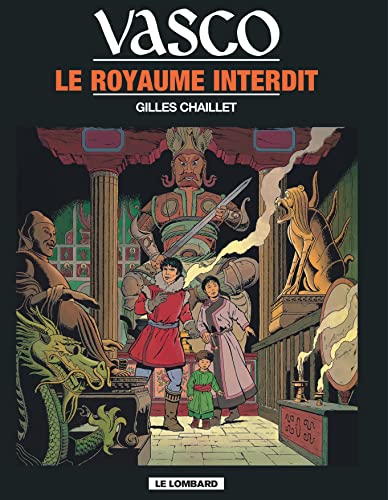 VASCO
LE ROYAUME INTERDIT
GILLES CHAILLET
LE LOMBARD